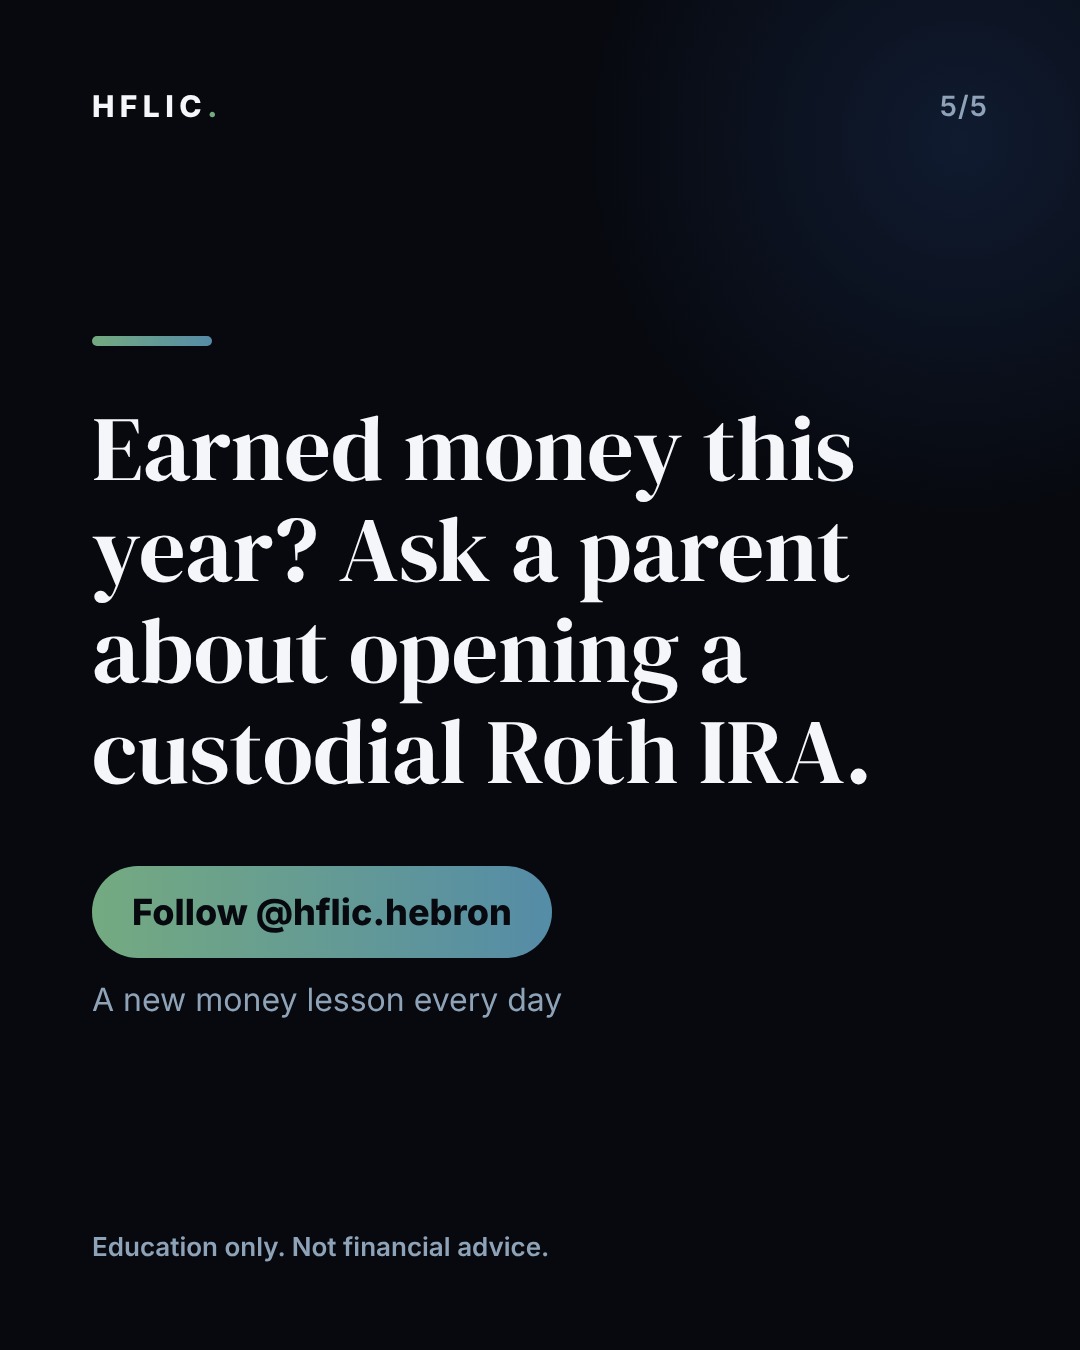 HFLIC.
5/5
Earned money this
year? Ask a parent
about opening a
custodial Roth IRA.
Follow @hflic.hebron
A new money lesson every day
Education only. Not financial advice.